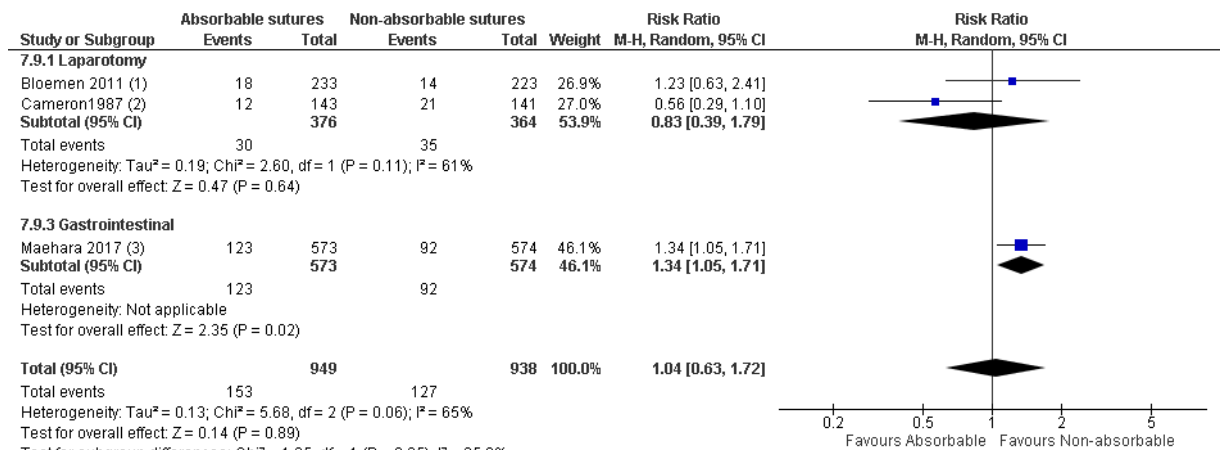 Absorbable sutures Non-absorbable sutures Risk Ratio Risk Ratio
Study or Subgroup Events Total Events Total Weight M-H, Random, 95% CI M-H, Random, 95% CI
7.9.1 Laparotomy
Bloemen 2011 (1) 18 233 14 223 26.9% 1.23 [0.63, 2.41]
Cameron1987 (2) 12 143 21 141 27.0% 0.56 [0.29, 1.10]
Subtotal (95% CI) 376 364 53.9% 0.83 [0.39, 1.79]
Total events 30 35
Heterogeneity: Tau² = 0.19; Chi² = 2.60, df = 1 (P = 0.11); I² = 61%
Test for overall effect: Z = 0.47 (P = 0.64)
7.9.3 Gastrointestinal
Maehara 2017 (3) 123 573 92 574 46.1% 1.34 [1.05, 1.71]
Subtotal (95% CI) 573 574 46.1% 1.34 [1.05, 1.71]
Total events 123 92
Heterogeneity: Not applicable
Test for overall effect: Z = 2.35 (P = 0.02)
Total (95% CI) 949 938 100.0% 1.04 [0.63, 1.72]
Total events 153 127
Heterogeneity: Tau² = 0.13; Chi² = 5.68, df = 2 (P = 0.06); I² = 65%
Test for overall effect: Z = 0.14 (P = 0.89)
0.2 0.5 1 2 5
Favours Absorbable Favours Non-absorbable